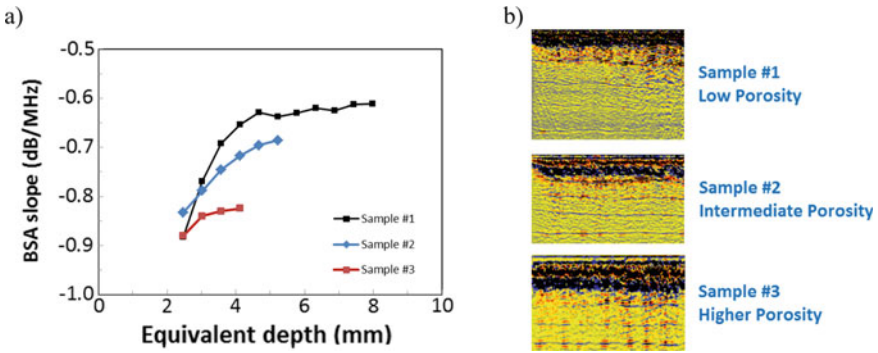 a)
-0.5
-0.6
-0.7
-0.8
-0.9
-1.0
BSA slope (dB/MHz)
Sample #1
Sample #2
Sample #3
0
2
4
6
8
10
Equivalent depth (mm)
b)
Sample #1
Low Porosity
Sample #2
Intermediate Porosity
Sample #3
Higher Porosity